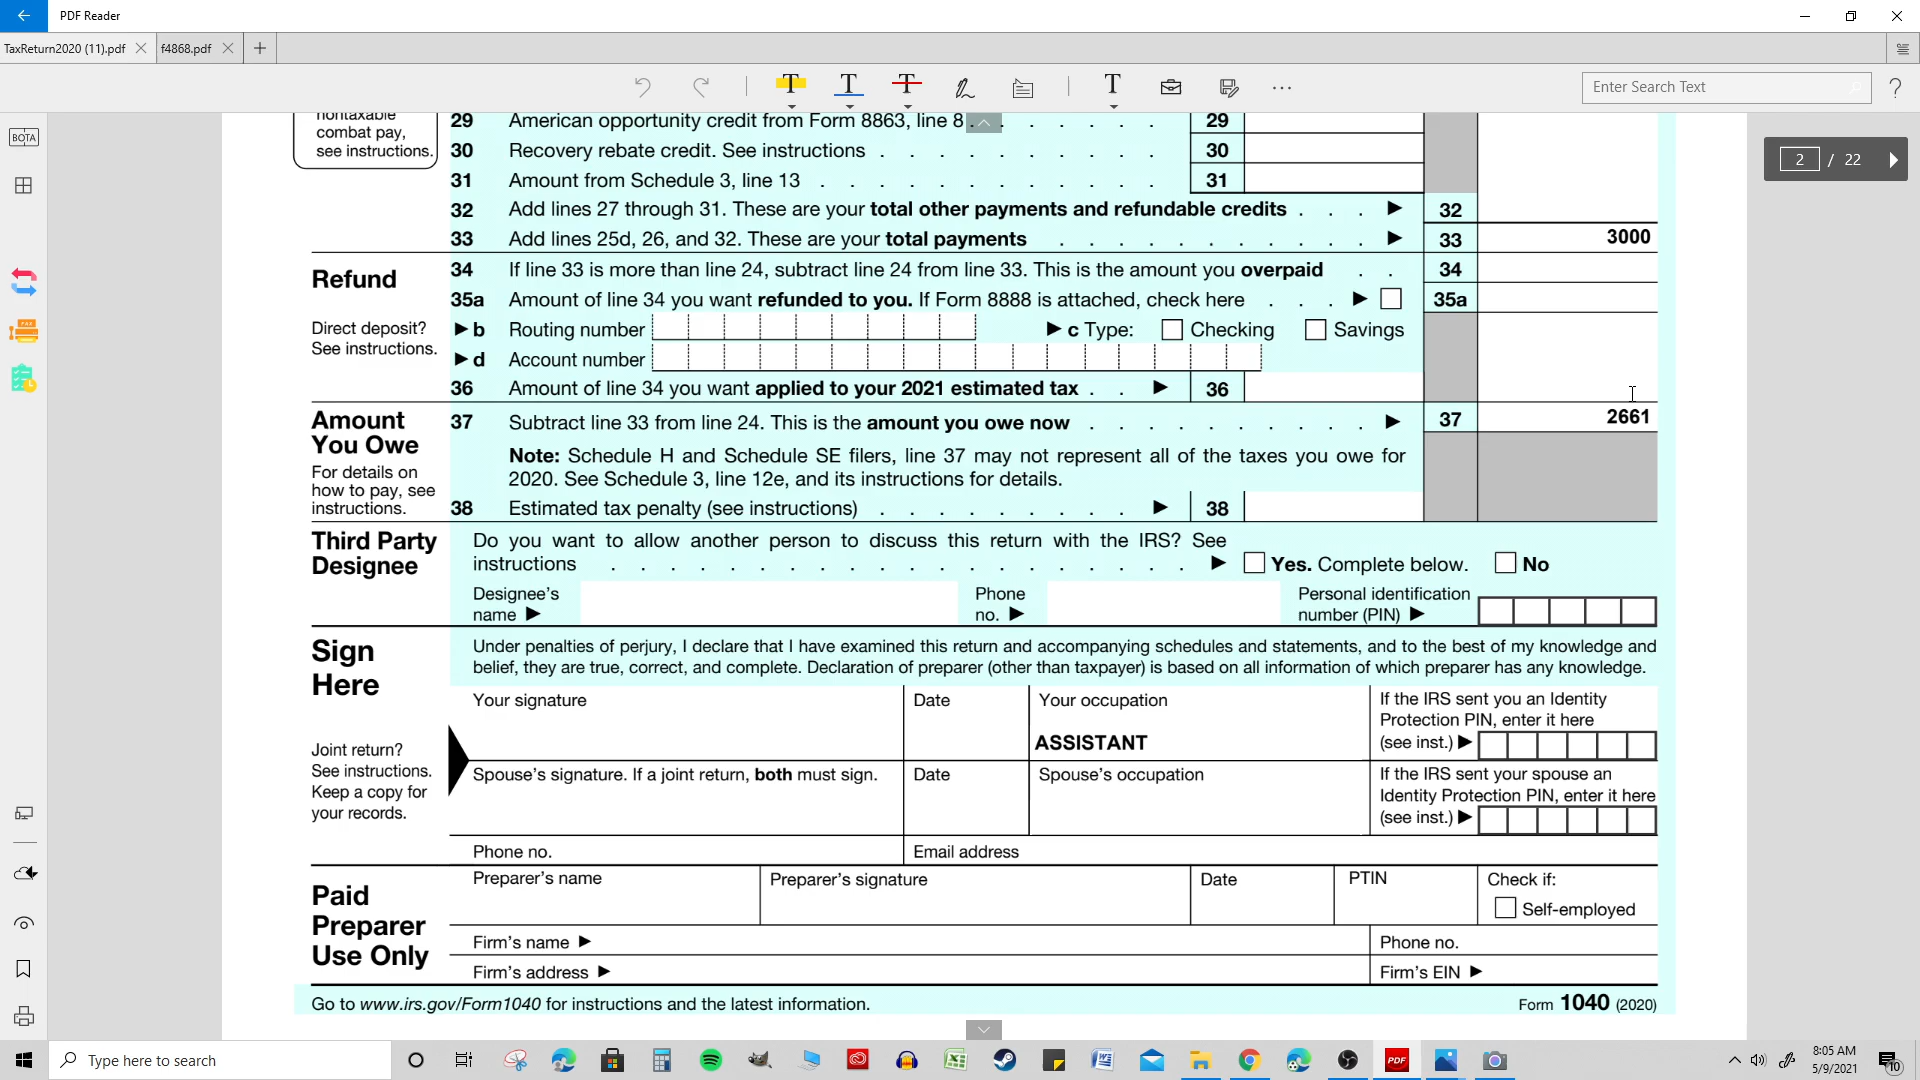 PDF Reader
TaxReturn2020 (11).pdf
f4868.pdf
Enter Search Text
?
BOTA
2 / 22
nontaxable
combat pay,
see instructions.
29 American opportunity credit from Form 8863, line 8 . . . . . . . 29
30 Recovery rebate credit. See instructions . . . . . . . . . . 30
31 Amount from Schedule 3, line 13 . . . . . . . . . . . . 31
32 Add lines 27 through 31. These are your total other payments and refundable credits . . . ▶ 32
33 Add lines 25d, 26, and 32. These are your total payments . . . . . . . . . . . ▶ 33 3000
Refund
34 If line 33 is more than line 24, subtract line 24 from line 33. This is the amount you overpaid . . 34
35a Amount of line 34 you want refunded to you. If Form 8888 is attached, check here . . . ▶ 35a
Direct deposit?
See instructions.
▶ b Routing number ▶ c Type: Checking Savings
▶ d Account number
36 Amount of line 34 you want applied to your 2021 estimated tax . . ▶ 36
Amount
You Owe
For details on
how to pay, see
instructions.
37 Subtract line 33 from line 24. This is the amount you owe now . . . . . . . . . . ▶ 37 2661
Note: Schedule H and Schedule SE filers, line 37 may not represent all of the taxes you owe for
2020. See Schedule 3, line 12e, and its instructions for details.
38 Estimated tax penalty (see instructions) . . . . . . . . . ▶ 38
Third Party
Designee
Do you want to allow another person to discuss this return with the IRS? See
instructions . . . . . . . . . . . . . . . . . . . . ▶ Yes. Complete below. No
Designee's
name ▶
Phone
no. ▶
Personal identification
number (PIN) ▶
Sign
Here
Under penalties of perjury, I declare that I have examined this return and accompanying schedules and statements, and to the best of my knowledge and
belief, they are true, correct, and complete. Declaration of preparer (other than taxpayer) is based on all information of which preparer has any knowledge.
Joint return?
See instructions.
Keep a copy for
your records.
Your signature
Date
Your occupation
ASSISTANT
If the IRS sent you an Identity
Protection PIN, enter it here
(see inst.) ▶
Spouse's signature. If a joint return, both must sign.
Date
Spouse's occupation
If the IRS sent your spouse an
Identity Protection PIN, enter it here
(see inst.) ▶
Phone no.
Email address
Paid
Preparer
Use Only
Preparer's name
Preparer's signature
Date
PTIN
Check if:
Self-employed
Firm's name ▶
Phone no.
Firm's address ▶
Firm's EIN ▶
Go to www.irs.gov/Form1040 for instructions and the latest information.
Form 1040 (2020)
Type here to search
PDF
8:05 AM
5/9/2021
10